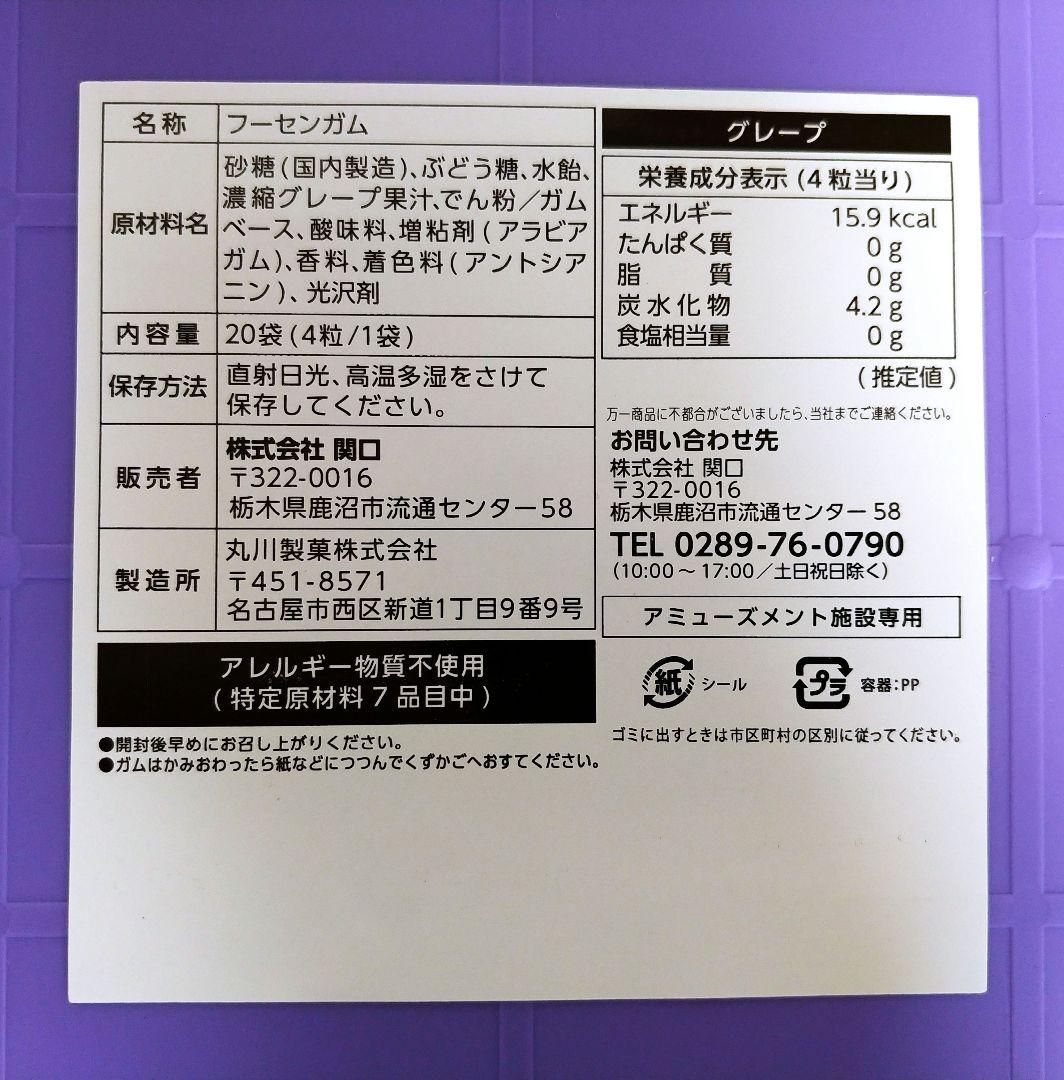 名称 フーセンガム
原材料名 砂糖(国内製造)、ぶどう糖、水飴、
濃縮グレープ果汁、でん粉/ガム
ベース、酸味料、増粘剤(アラビア
ガム)、香料、着色料(アントシア
ニン)、光沢剤
内容量 20袋(4粒/1袋)
保存方法 直射日光、高温多湿をさけて
保存してください。
販売者 株式会社 関口
〒322-0016
栃木県鹿沼市流通センター58
製造所 丸川製菓株式会社
〒451-8571
名古屋市西区新道1丁目9番9号
アレルギー物質不使用
(特定原材料7品目中)
●開封後早めにお召し上がりください。
●ガムはかみおわったら紙などにつつんでくずかごへおすてください。
グレープ
栄養成分表示(4粒当り)
エネルギー 15.9 kcal
たんぱく質 0 g
脂質 0 g
炭水化物 4.2 g
食塩相当量 0 g
(推定値)
万一商品に不都合がございましたら、当社までご連絡ください。
お問い合わせ先
株式会社 関口
〒322-0016
栃木県鹿沼市流通センター58
TEL 0289-76-0790
(10:00~17:00/土日祝日除く)
アミューズメント施設専用
紙 シール プラ 容器:PP
ゴミに出すときは市区町村の区別に従ってください。